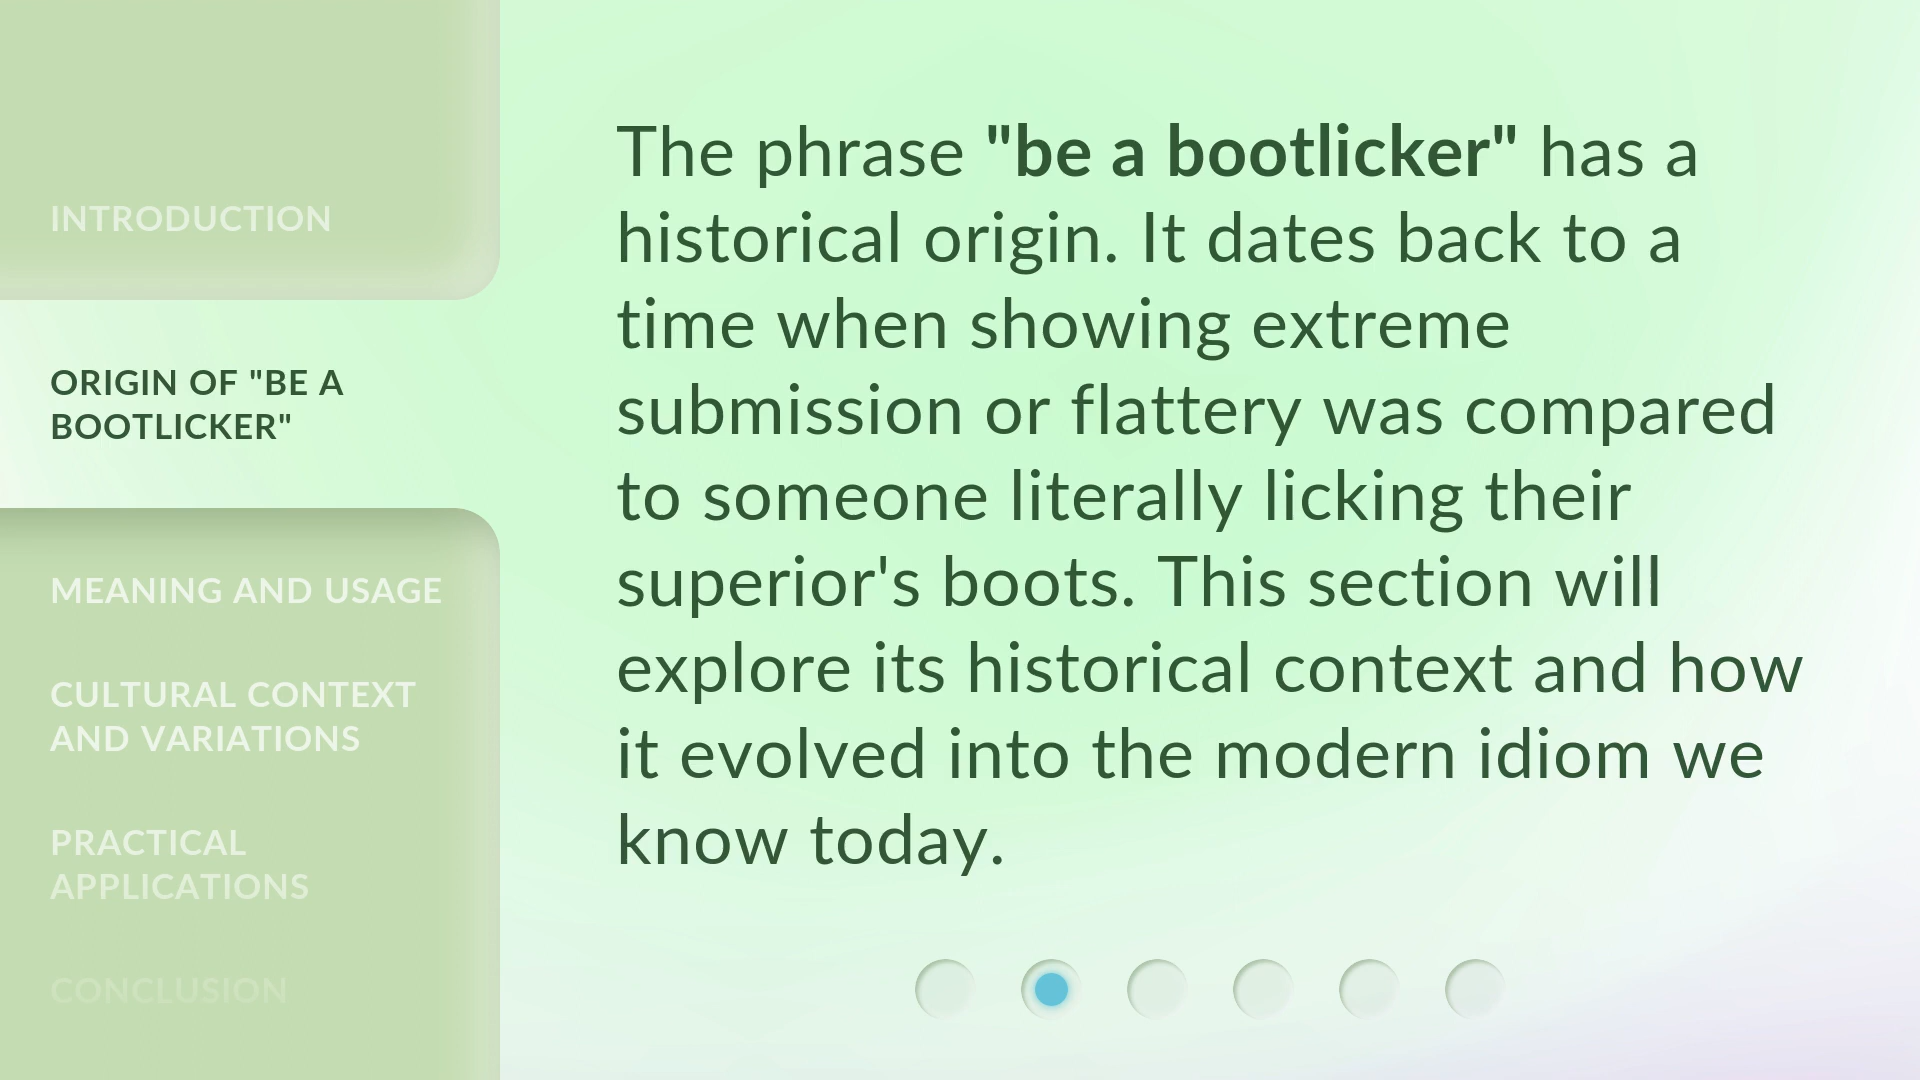 INTRODUCTION
ORIGIN OF "BE A
BOOTLICKER"
MEANING AND USAGE
CULTURAL CONTEXT
AND VARIATIONS
PRACTICAL
APPLICATIONS
CONCLUSION
The phrase "be a bootlicker" has a
historical origin. It dates back to a
time when showing extreme
submission or flattery was compared
to someone literally licking their
superior's boots. This section will
explore its historical context and how
it evolved into the modern idiom we
know today.